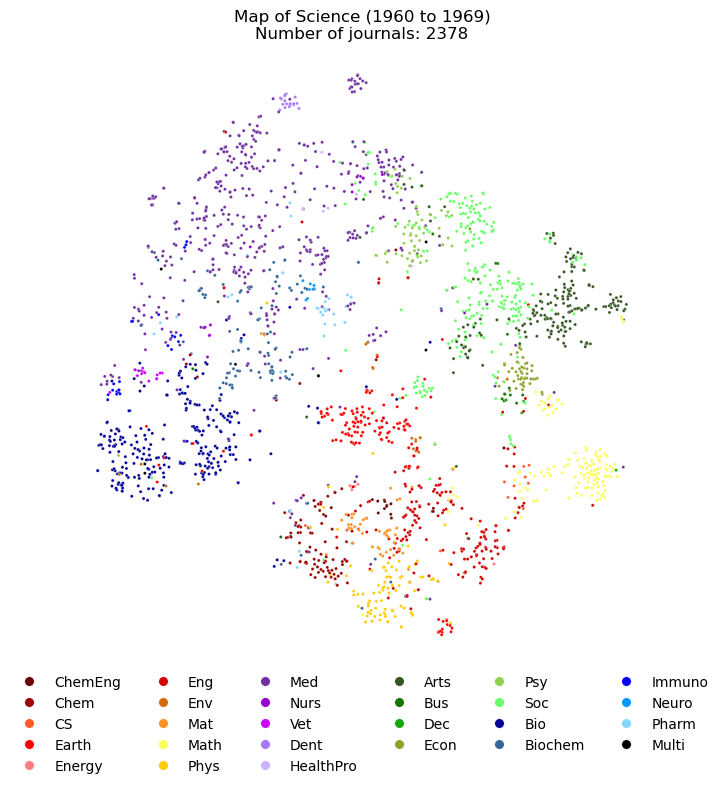 Map of Science (1960 to 1969)
Number of journals: 2378
ChemEng
Chem
CS
Earth
Energy
Eng
Env
Mat
Math
Phys
Med
Nurs
Vet
Dent
HealthPro
Arts
Bus
Dec
Econ
Psy
Soc
Bio
Biochem
Immuno
Neuro
Pharm
Multi